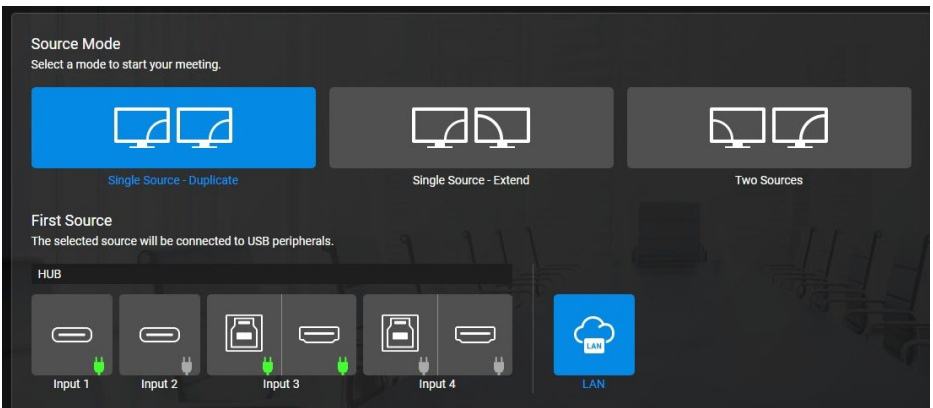 Source Mode
Select a mode to start your meeting.
Single Source - Duplicate
Single Source - Extend
Two Sources
First Source
The selected source will be connected to USB peripherals.
HUB
LAN
Input 1
Input 2
Input 3
Input 4
LAN